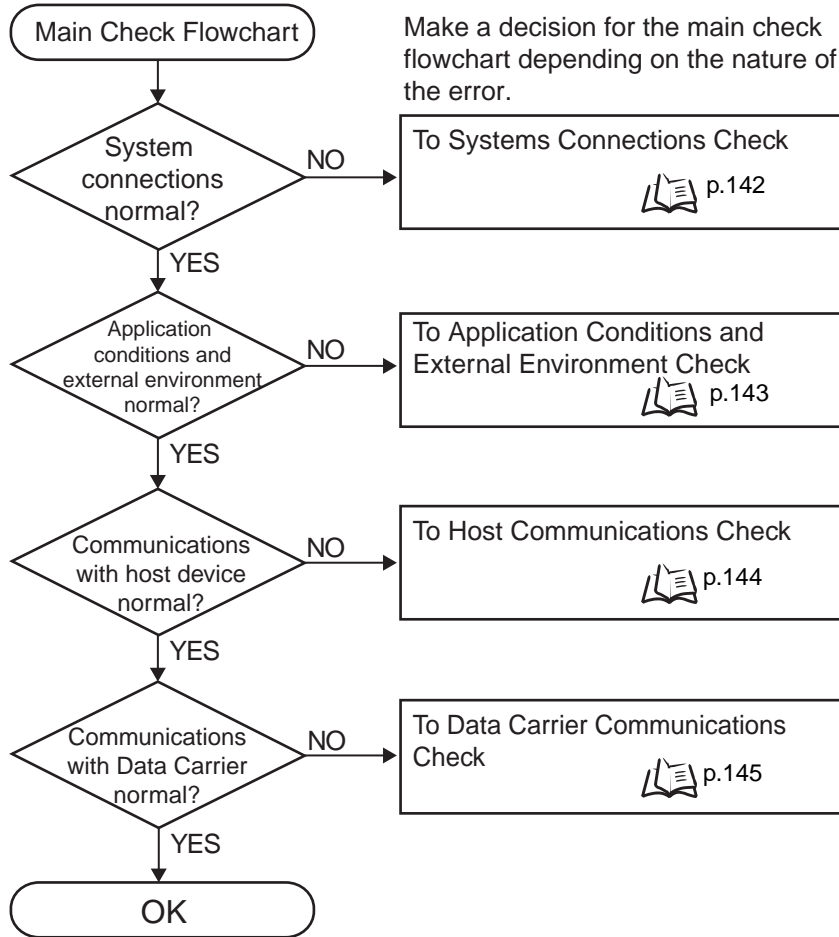 Main Check Flowchart
Make a decision for the main check
flowchart depending on the nature of
the error.
System
connections
normal?
NO
To Systems Connections Check
p.142
YES
Application
conditions and
external environment
normal?
NO
To Application Conditions and
External Environment Check
p.143
YES
Communications
with host device
normal?
NO
To Host Communications Check
p.144
YES
Communications
with Data Carrier
normal?
NO
To Data Carrier Communications
Check
p.145
YES
OK